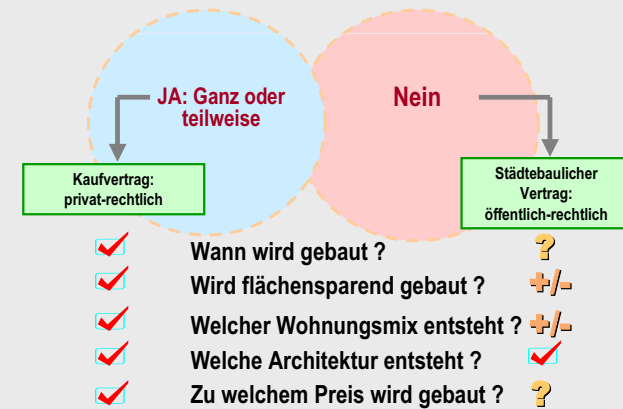 JA: Ganz oder
teilweise
Nein
Kaufvertrag:
privat-rechtlich
Städtebaulicher
Vertrag:
öffentlich-rechtlich
Wann wird gebaut ? ?
Wird flächensparend gebaut ? +/-
Welcher Wohnungsmix entsteht ? +/-
Welche Architektur entsteht ?
Zu welchem Preis wird gebaut ? ?